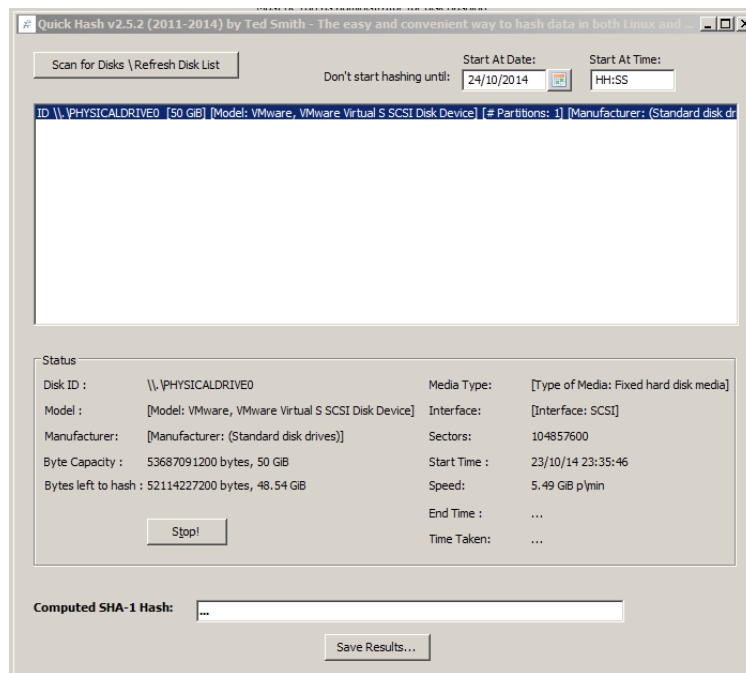 Quick Hash v2.5.2 (2011-2014) by Ted Smith - The easy and convenient way to hash data in both Linux and ...
Scan for Disks \ Refresh Disk List
Start At Date:
Start At Time:
Don't start hashing until:
24/10/2014
HH:SS
ID \\.\PHYSICALDRIVE0 [50 GiB] [Model: VMware, VMware Virtual S SCSI Disk Device] [# Partitions: 1] [Manufacturer: (Standard disk dr
Status
Disk ID : \\.\PHYSICALDRIVE0
Media Type: [Type of Media: Fixed hard disk media]
Model : [Model: VMware, VMware Virtual S SCSI Disk Device]
Interface: [Interface: SCSI]
Manufacturer: [Manufacturer: (Standard disk drives)]
Sectors: 104857600
Byte Capacity : 53687091200 bytes, 50 GiB
Start Time : 23/10/14 23:35:46
Bytes left to hash : 52114227200 bytes, 48.54 GiB
Speed: 5.49 GiB p\min
End Time : ...
Stop!
Time Taken: ...
Computed SHA-1 Hash: ...
Save Results...